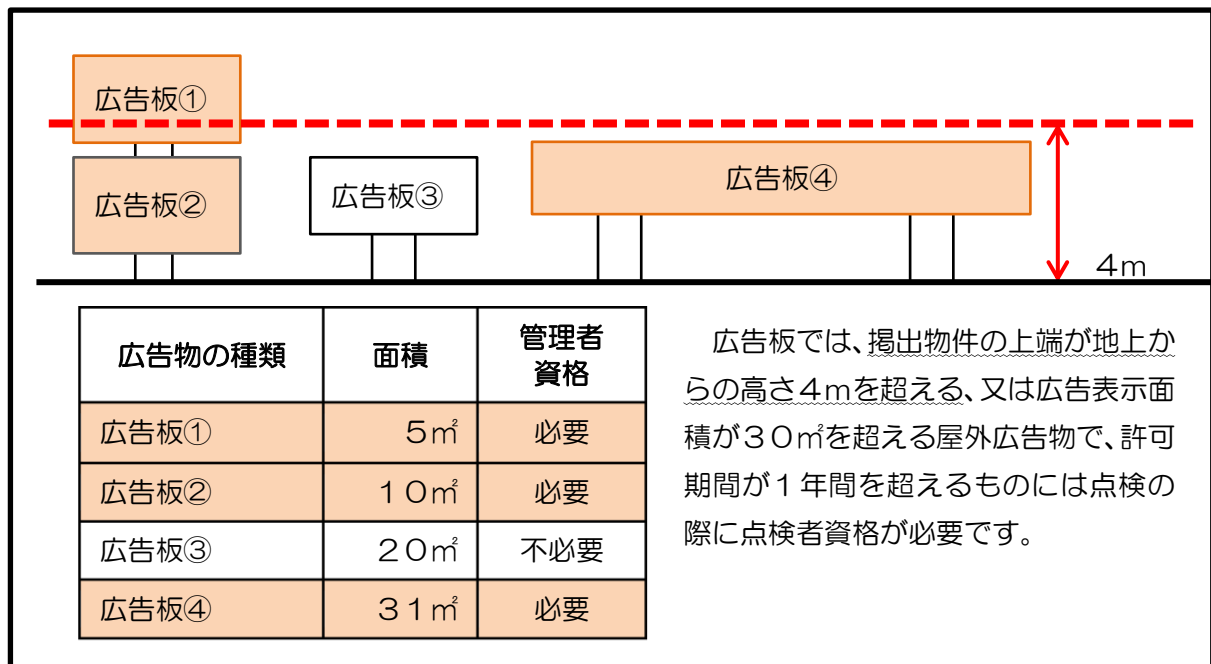 広告板①
広告板②
広告板③
広告板④
4m
広告物の種類 面積 管理者資格
広告板① 5㎡ 必要
広告板② 10㎡ 必要
広告板③ 20㎡ 不必要
広告板④ 31㎡ 必要
広告板では、掲出物件の上端が地上か
らの高さ4mを超える、又は広告表示面
積が30㎡を超える屋外広告物で、許可
期間が1年間を超えるものには点検の
際に点検者資格が必要です。